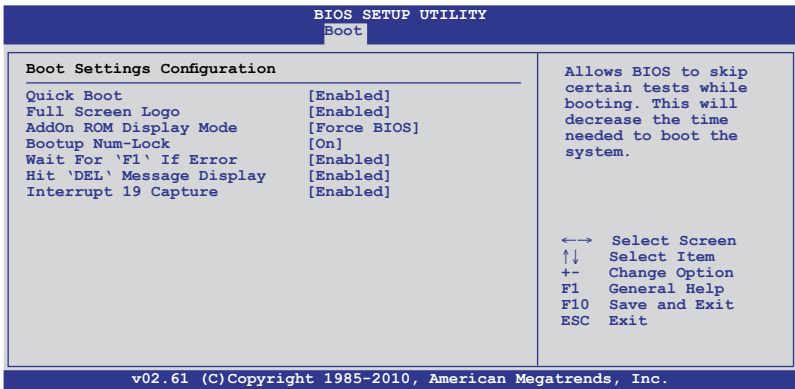 BIOS SETUP UTILITY
Boot
Boot Settings Configuration
Quick Boot [Enabled]
Full Screen Logo [Enabled]
AddOn ROM Display Mode [Force BIOS]
Bootup Num-Lock [On]
Wait For ‘F1‘ If Error [Enabled]
Hit ‘DEL‘ Message Display [Enabled]
Interrupt 19 Capture [Enabled]
Allows BIOS to skip
certain tests while
booting. This will
decrease the time
needed to boot the
system.
←→ Select Screen
↑↓ Select Item
+- Change Option
F1 General Help
F10 Save and Exit
ESC Exit
v02.61 (C)Copyright 1985-2010, American Megatrends, Inc.